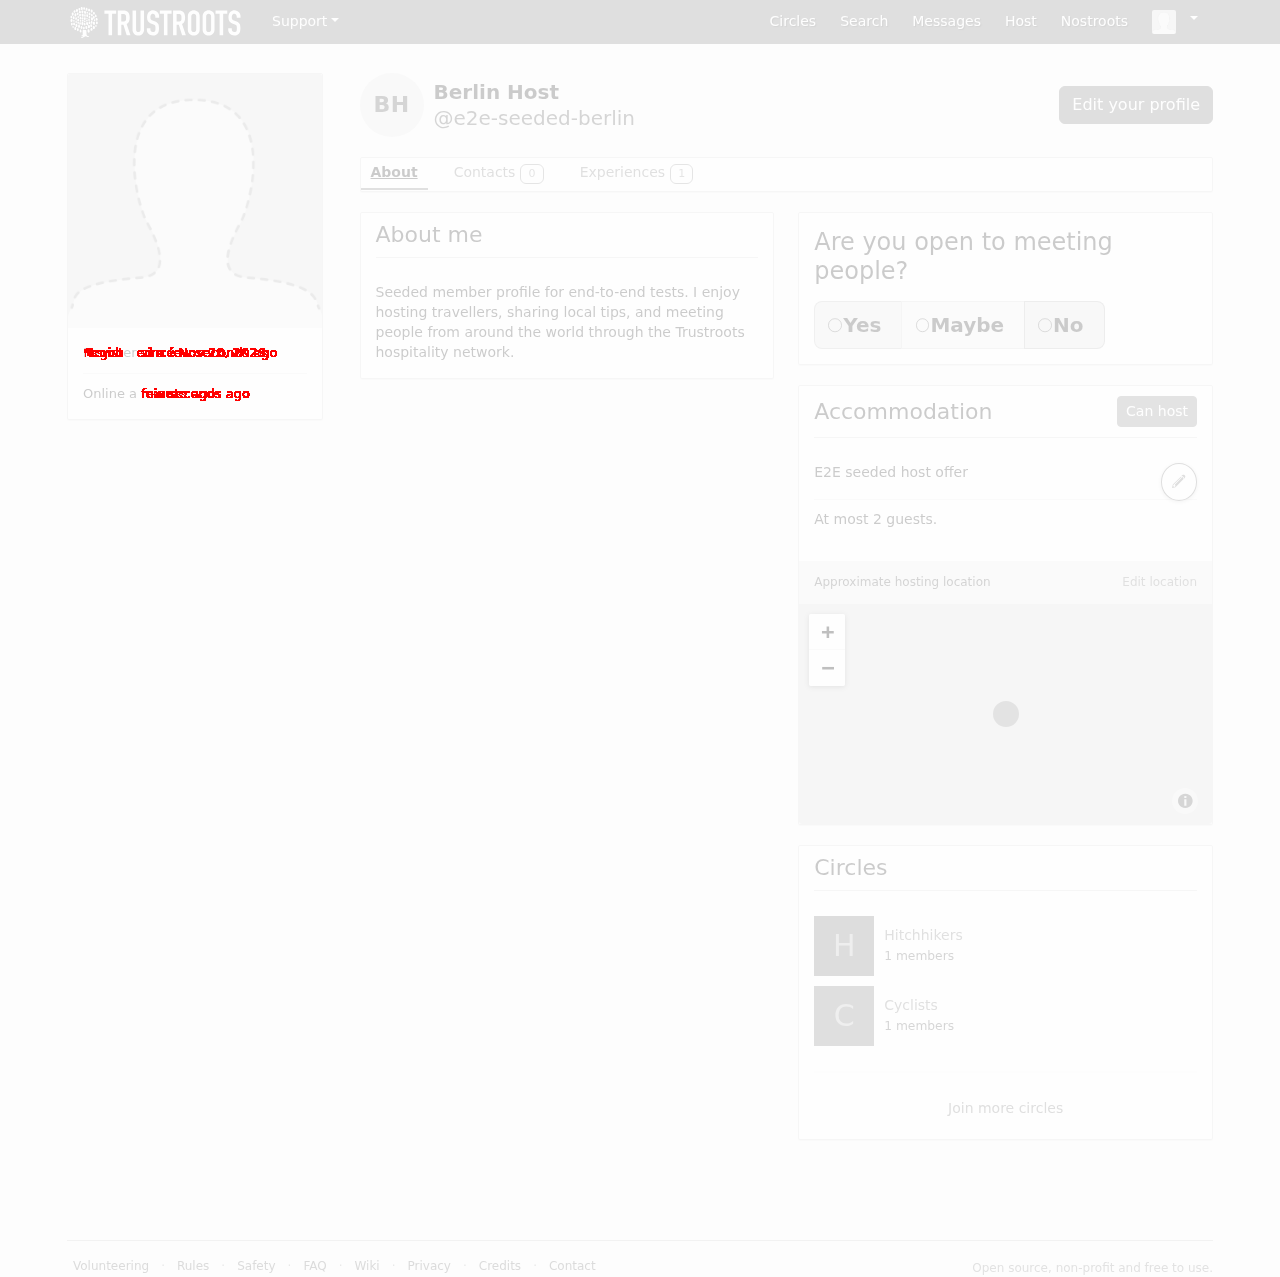 TRUSTROOTS Support Circles Search Messages Host Nostroots
BH Berlin Host
@e2e-seeded-berlin
Edit your profile
About Contacts 0 Experiences 1
About me
Seeded member profile for end-to-end tests. I enjoy
hosting travellers, sharing local tips, and meeting
people from around the world through the Trustroots
hospitality network.
Online a
Are you open to meeting
people?
Yes Maybe No
Accommodation Can host
E2E seeded host offer
At most 2 guests.
Approximate hosting location Edit location
+
−
Circles
H Hitchhikers
1 members
C Cyclists
1 members
Join more circles
Volunteering · Rules · Safety · FAQ · Wiki · Privacy · Credits · Contact
Open source, non-profit and free to use.